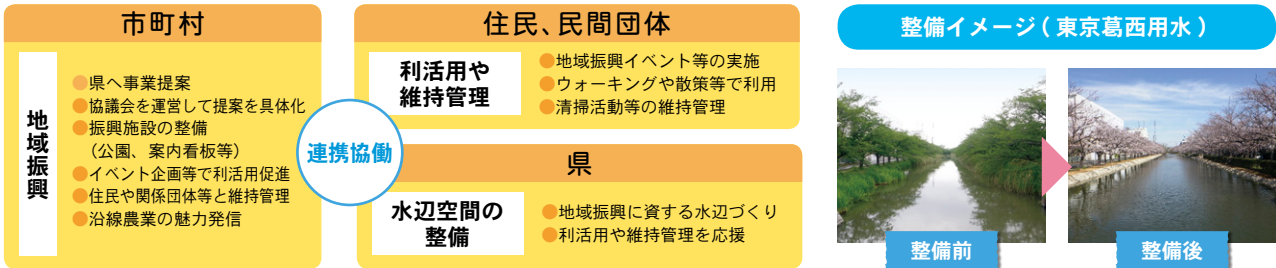 市町村
地域振興
●県へ事業提案
●協議会を運営して提案を具体化
●振興施設の整備
（公園、案内看板等）
●イベント企画等で利活用促進
●住民や関係団体等と維持管理
●沿線農業の魅力発信
連携協働
住民、民間団体
利活用や
維持管理
●地域振興イベント等の実施
●ウォーキングや散策等で利用
●清掃活動等の維持管理
県
水辺空間の
整備
●地域振興に資する水辺づくり
●利活用や維持管理を応援
整備イメージ ( 東京葛西用水 )
整備前
整備後